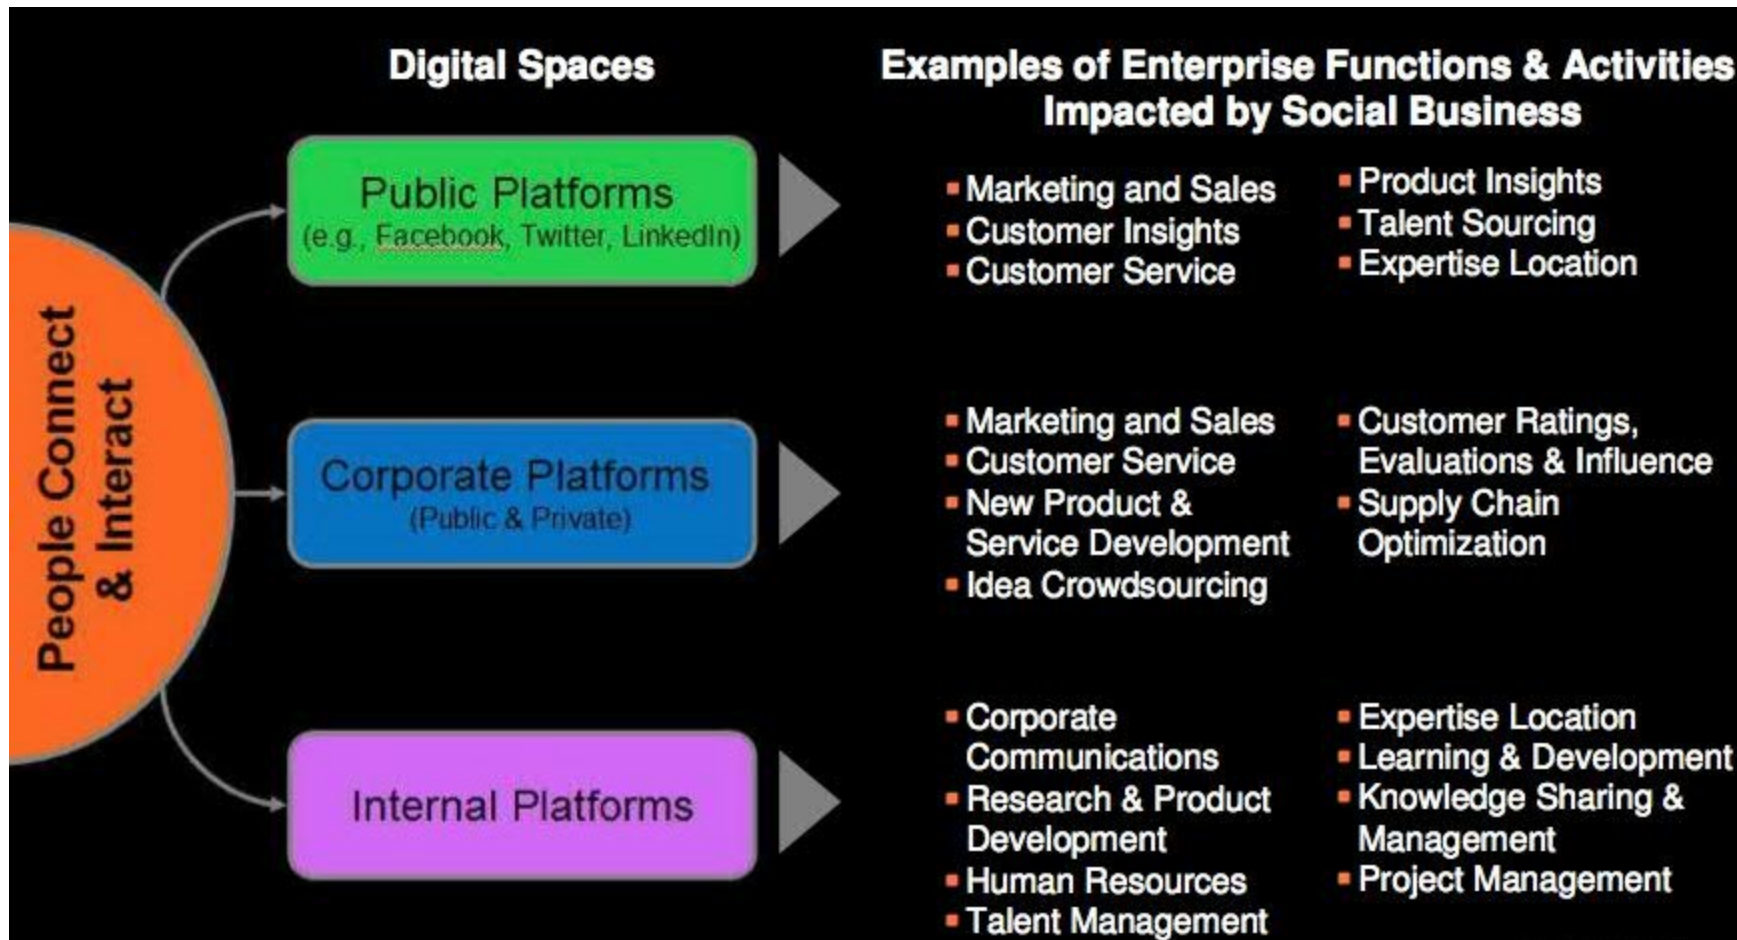 Digital Spaces
Examples of Enterprise Functions & Activities
Impacted by Social Business
People Connect
& Interact
Public Platforms
(e.g., Facebook, Twitter, LinkedIn)
Marketing and Sales
Customer Insights
Customer Service
Product Insights
Talent Sourcing
Expertise Location
Corporate Platforms
(Public & Private)
Marketing and Sales
Customer Service
New Product &
Service Development
Idea Crowdsourcing
Customer Ratings,
Evaluations & Influence
Supply Chain
Optimization
Internal Platforms
Corporate
Communications
Research & Product
Development
Human Resources
Talent Management
Expertise Location
Learning & Development
Knowledge Sharing &
Management
Project Management